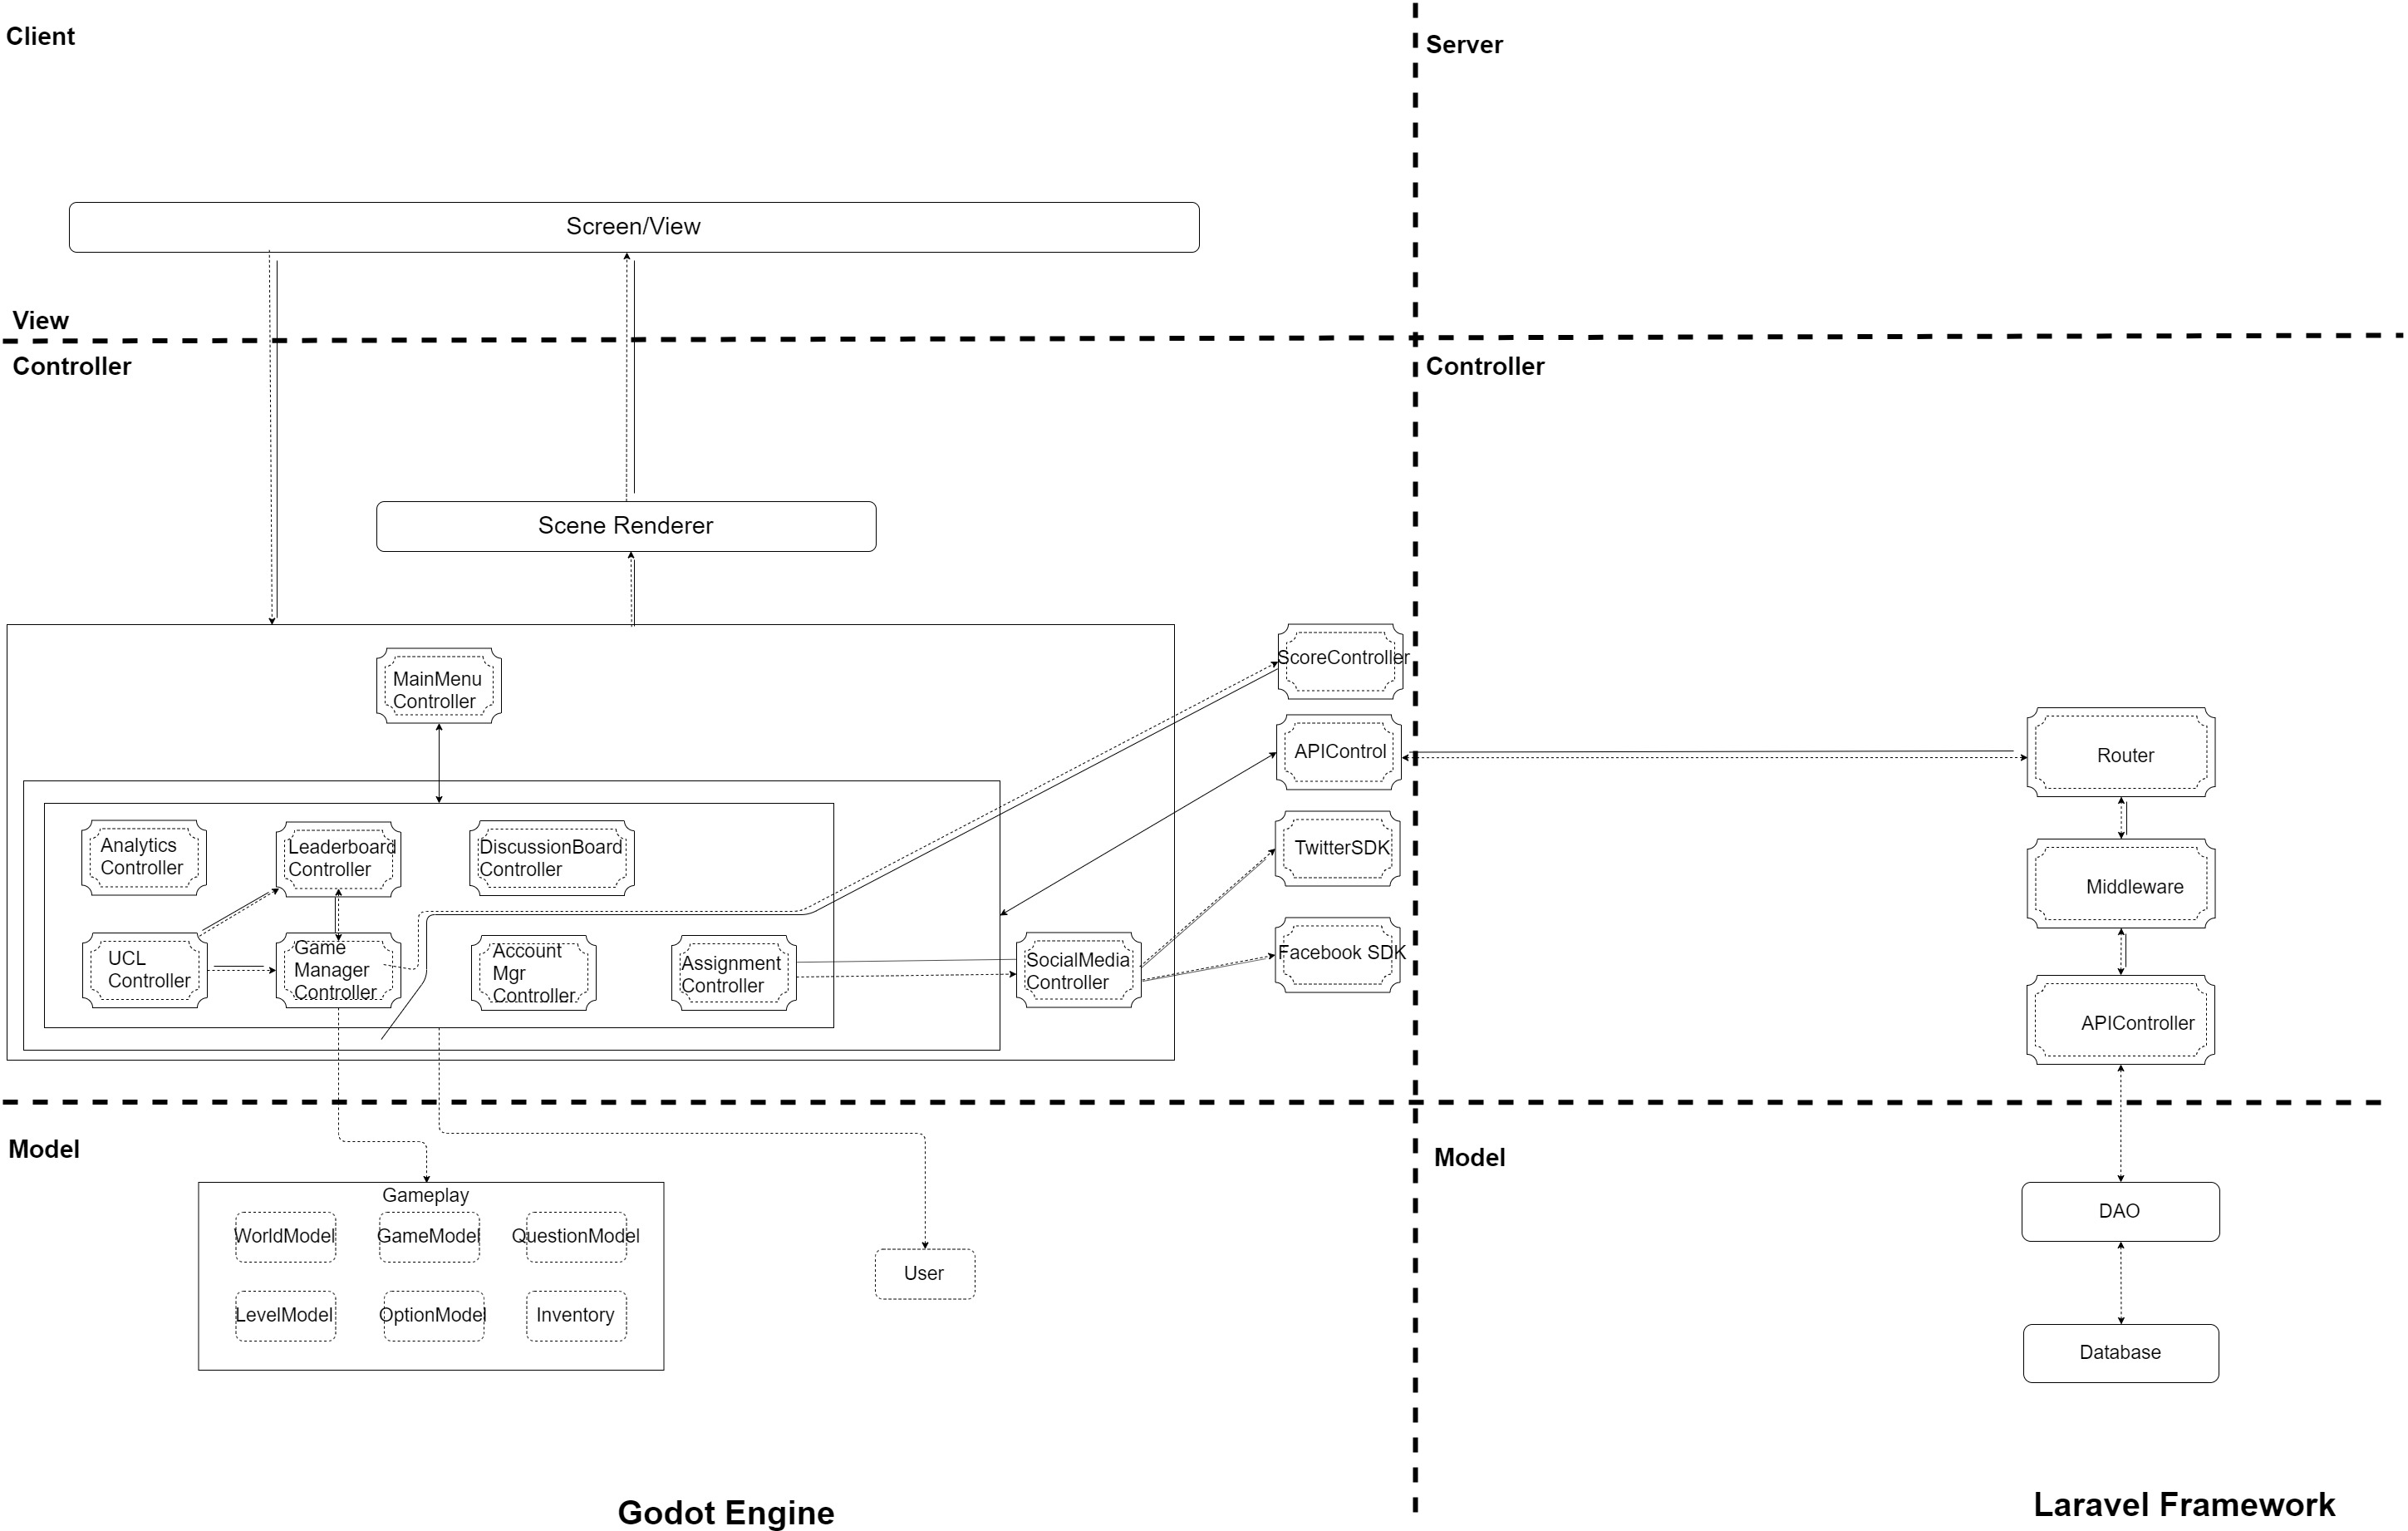 Client
Server
Screen/View
View
Controller
Controller
Scene Renderer
MainMenu
Controller
ScoreController
APIControl
Router
Analytics
Controller
Leaderboard
Controller
DiscussionBoard
Controller
TwitterSDK
Middleware
UCL
Controller
Game
Manager
Controller
Account
Mgr
Controller
Assignment
Controller
SocialMedia
Controller
Facebook SDK
APIController
Model
Model
Gameplay
WorldModel
GameModel
QuestionModel
LevelModel
OptionModel
Inventory
User
DAO
Database
Godot Engine
Laravel Framework